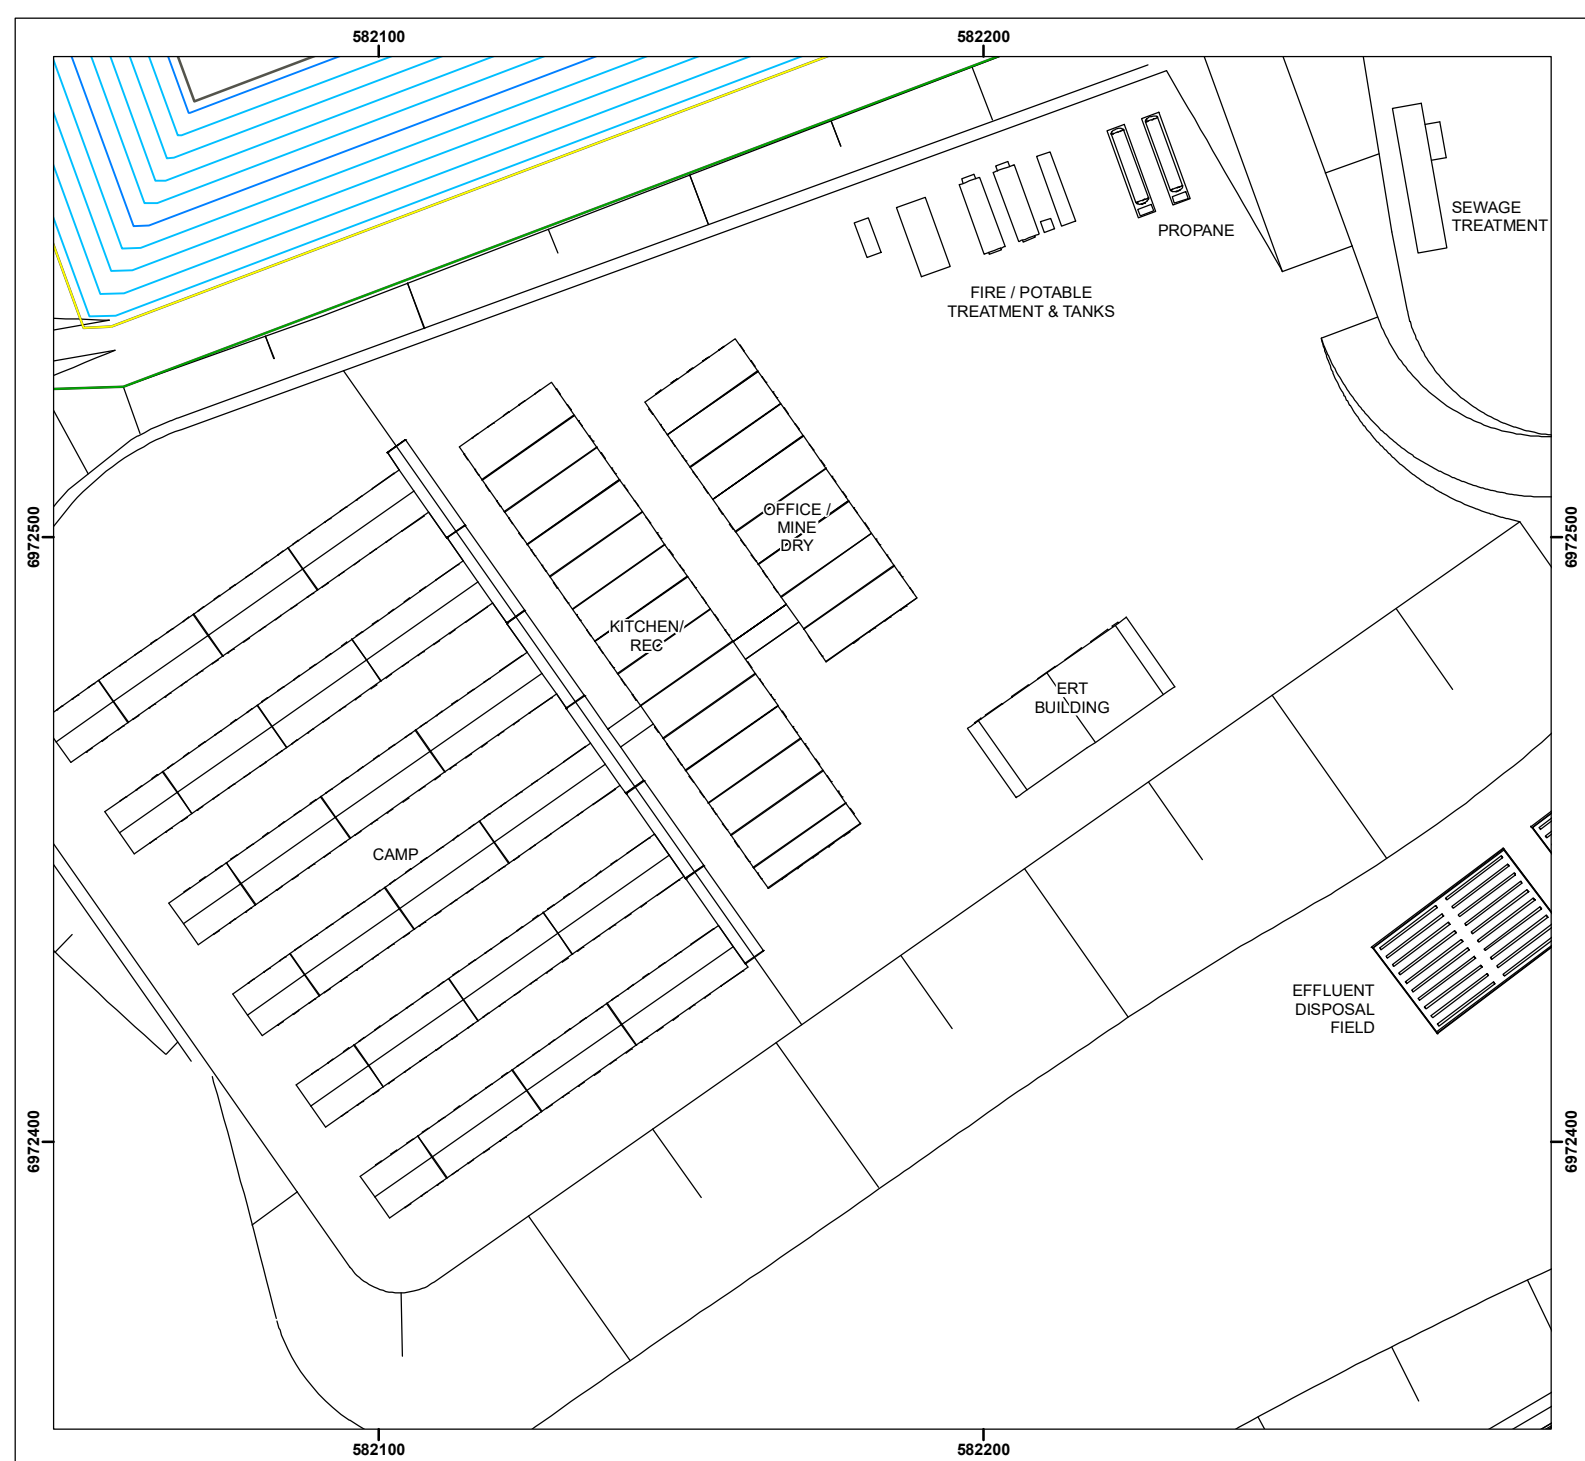 582100
582200
SEWAGE
TREATMENT
PROPANE
FIRE / POTABLE
TREATMENT & TANKS
6972500
6972500
OFFICE /
MINE
DRY
KITCHEN/
REC
ERT
BUILDING
CAMP
EFFLUENT
DISPOSAL
FIELD
6972400
6972400
582100
582200